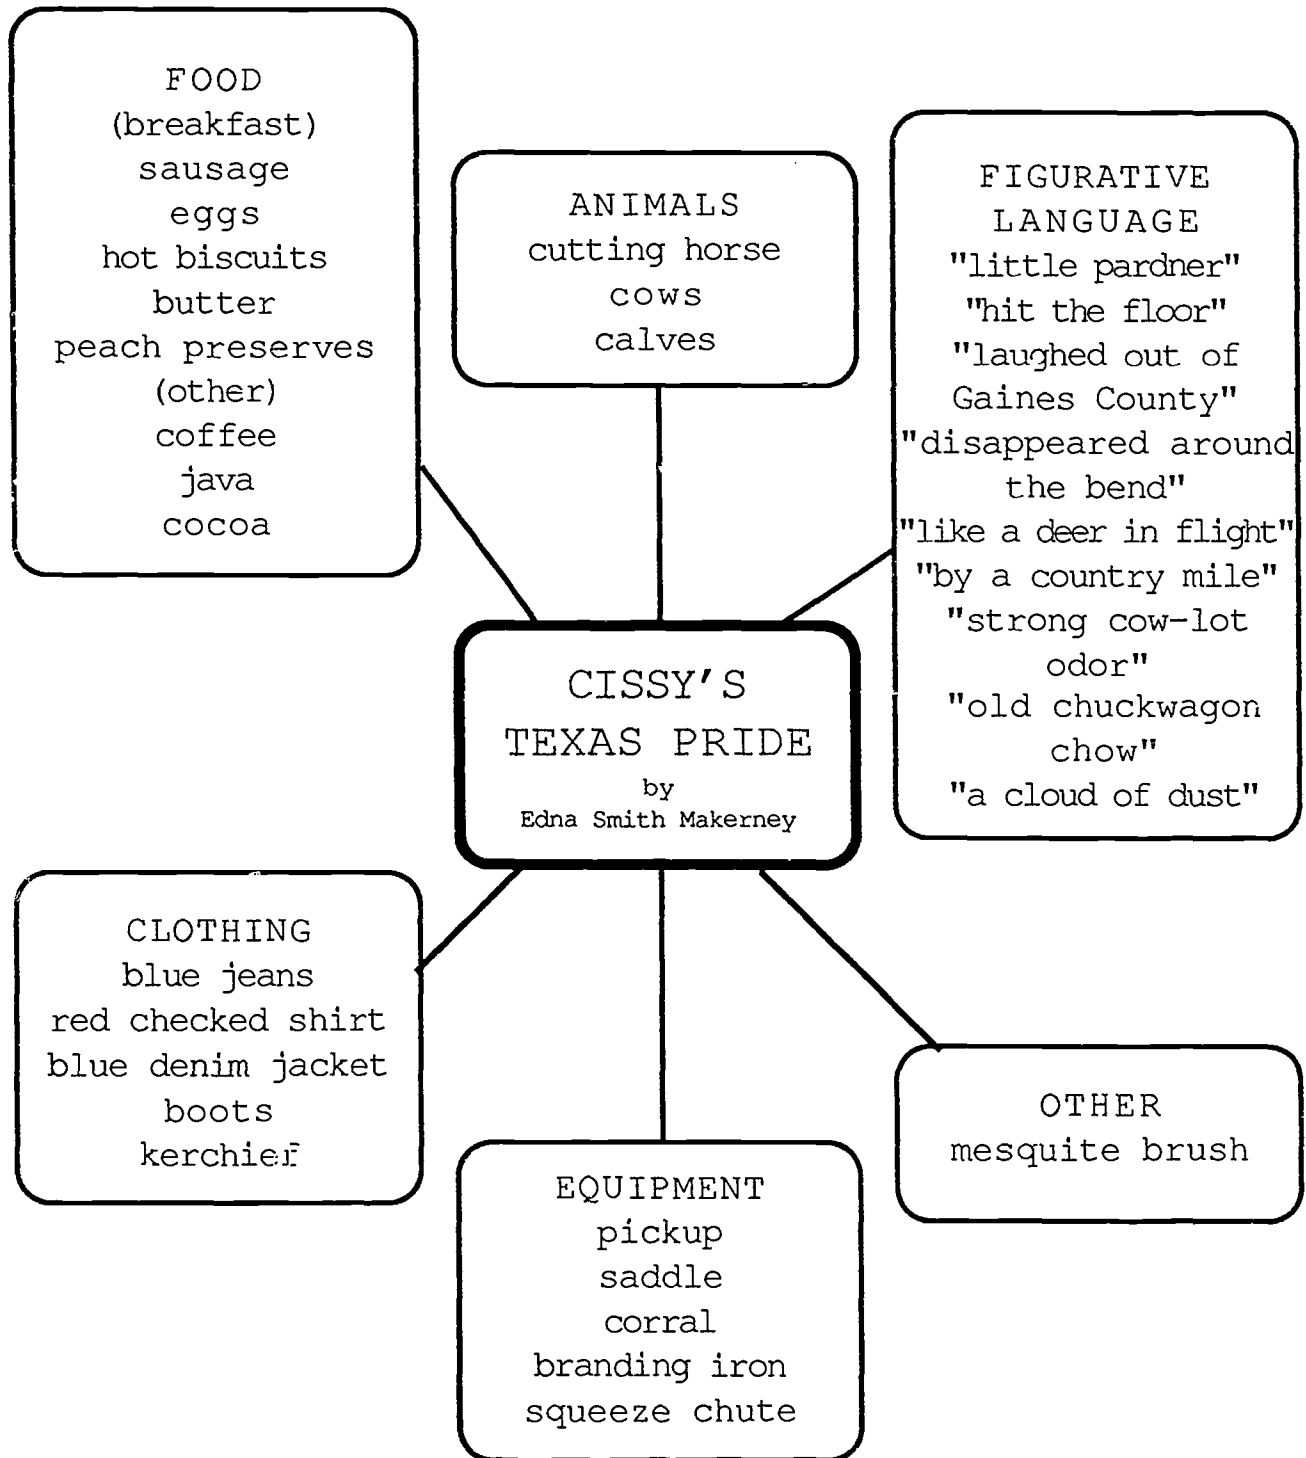 FOOD
(breakfast)
sausage
eggs
hot biscuits
butter
peach preserves
(other)
coffee
java
cocoa
ANIMALS
cutting horse
cows
calves
FIGURATIVE
LANGUAGE
"little pardner"
"hit the floor"
"laughed out of
Gaines County"
"disappeared around
the bend"
"like a deer in flight"
"by a country mile"
"strong cow-lot
odor"
"old chuckwagon
chow"
"a cloud of dust"
CISSY'S
TEXAS PRIDE
by
Edna Smith Makerney
CLOTHING
blue jeans
red checked shirt
blue denim jacket
boots
kerchief
EQUIPMENT
pickup
saddle
corral
branding iron
squeeze chute
OTHER
mesquite brush